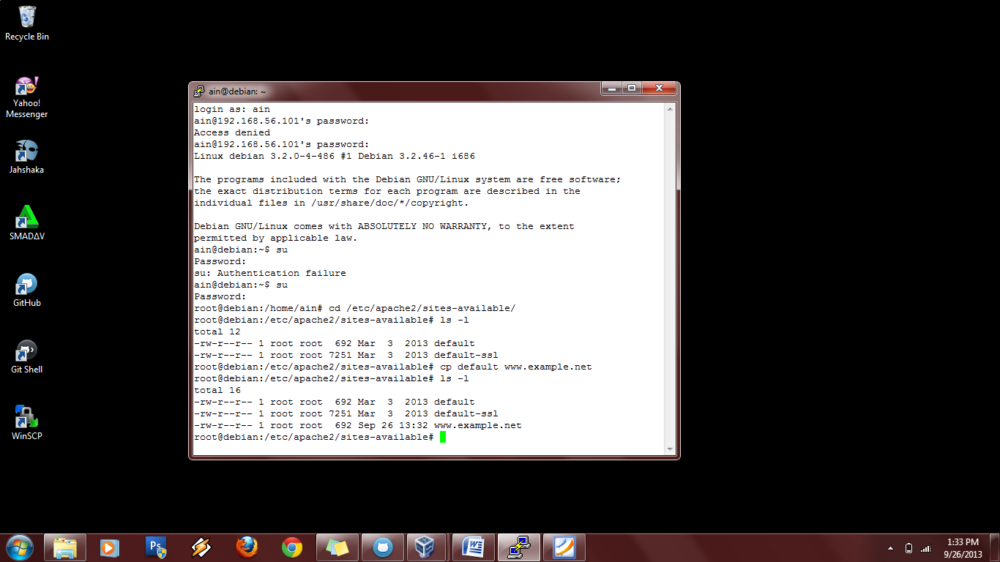 Recycle Bin
Yahoo!
Messenger
Jahshaka
SMADΔV
GitHub
Git Shell
WinSCP
ain@debian: ~
login as: ain
ain@192.168.56.101's password:
Access denied
ain@192.168.56.101's password:
Linux debian 3.2.0-4-486 #1 Debian 3.2.46-1 i686
The programs included with the Debian GNU/Linux system are free software;
the exact distribution terms for each program are described in the
individual files in /usr/share/doc/*/copyright.
Debian GNU/Linux comes with ABSOLUTELY NO WARRANTY, to the extent
permitted by applicable law.
ain@debian:~$ su
Password:
su: Authentication failure
ain@debian:~$ su
Password:
root@debian:/home/ain# cd /etc/apache2/sites-available/
root@debian:/etc/apache2/sites-available# ls -l
total 12
-rw-r--r-- 1 root root  692 Mar  3  2013 default
-rw-r--r-- 1 root root 7251 Mar  3  2013 default-ssl
root@debian:/etc/apache2/sites-available# cp default www.example.net
root@debian:/etc/apache2/sites-available# ls -l
total 16
-rw-r--r-- 1 root root  692 Mar  3  2013 default
-rw-r--r-- 1 root root 7251 Mar  3  2013 default-ssl
-rw-r--r-- 1 root root  692 Sep 26 13:32 www.example.net
root@debian:/etc/apache2/sites-available#
Ps
W
1:33 PM
9/26/2013